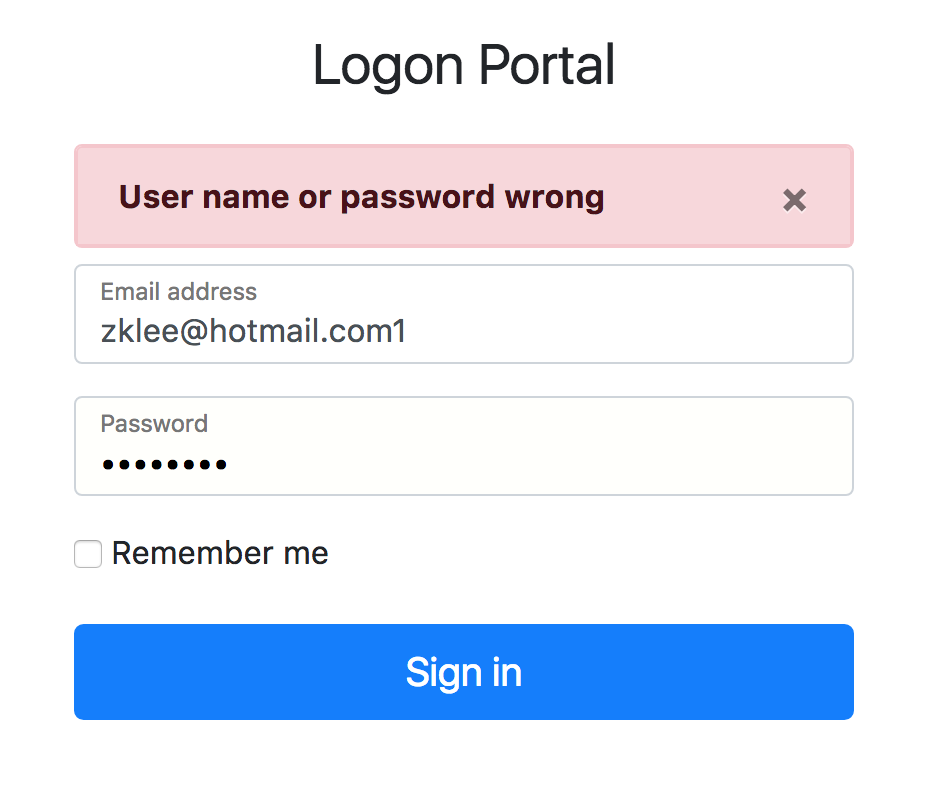 Logon Portal
User name or password wrong
Email address
zklee@hotmail.com1
Password
••••••••
Remember me
Sign in